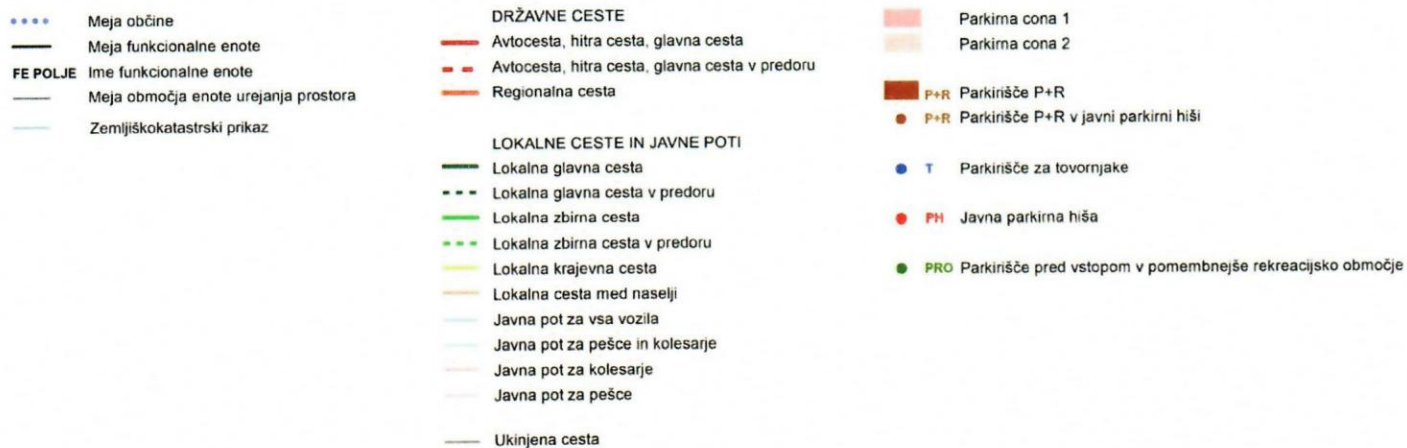 Meja občine
Meja funkcionalne enote
FE POLJE Ime funkcionalne enote
Meja območja enote urejanja prostora
Zemljiškokatastrski prikaz
DRŽAVNE CESTE
Avtocesta, hitra cesta, glavna cesta
Avtocesta, hitra cesta, glavna cesta v predoru
Regionalna cesta
LOKALNE CESTE IN JAVNE POTI
Lokalna glavna cesta
Lokalna glavna cesta v predoru
Lokalna zbirna cesta
Lokalna zbirna cesta v predoru
Lokalna krajevna cesta
Lokalna cesta med naselji
Javna pot za vsa vozila
Javna pot za pešce in kolesarje
Javna pot za kolesarje
Javna pot za pešce
Ukinjena cesta
Parkirna cona 1
Parkirna cona 2
P+R Parkirišče P+R
P+R Parkirišče P+R v javni parkirni hiši
T Parkirišče za tovornjake
PH Javna parkirna hiša
PRO Parkirišče pred vstopom v pomembnejše rekreacijsko območje